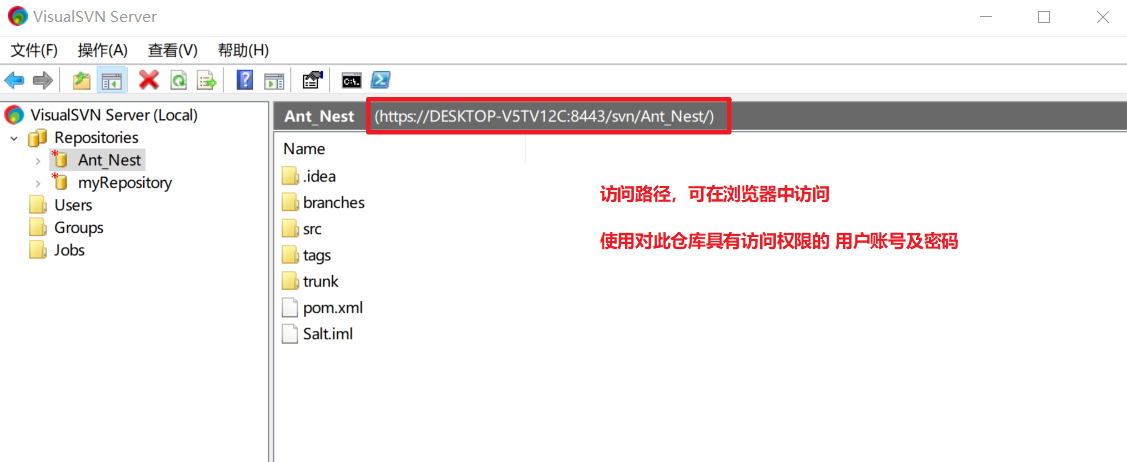 VisualSVN Server
文件(F) 操作(A) 查看(V) 帮助(H)
VisualSVN Server (Local)
Repositories
Ant_Nest
myRepository
Users
Groups
Jobs
Ant_Nest (https://DESKTOP-V5TV12C:8443/svn/Ant_Nest/)
Name
.idea
branches
src
tags
trunk
pom.xml
Salt.iml
访问路径，可在浏览器中访问
使用对此仓库具有访问权限的 用户账号及密码